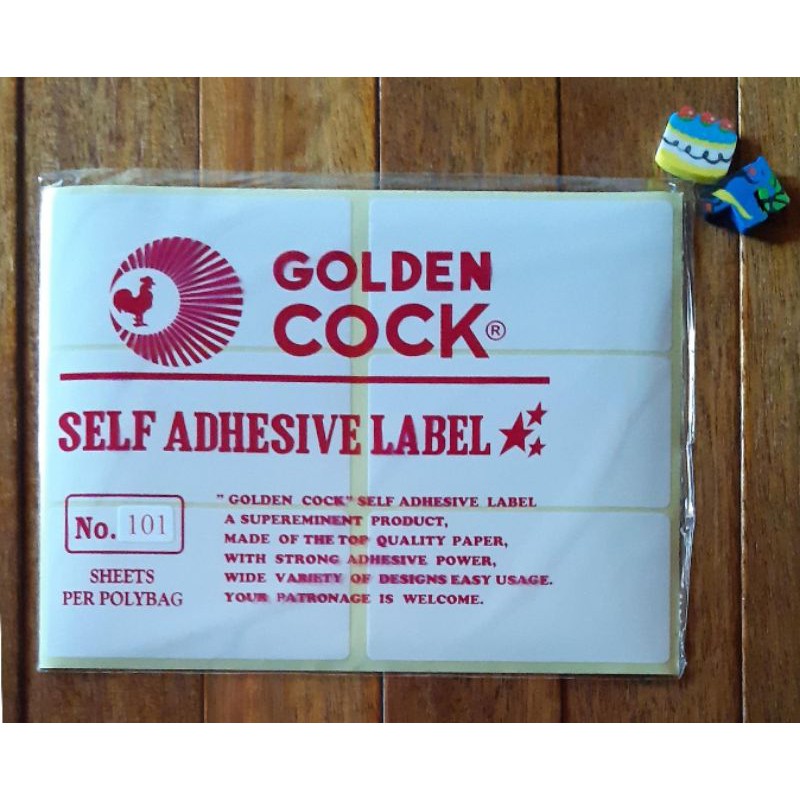 GOLDEN
COCK®
SELF ADHESIVE LABEL
No. 101
SHEETS
PER POLYBAG
" GOLDEN COCK" SELF ADHESIVE LABEL
A SUPEREMINENT PRODUCT,
MADE OF THE TOP QUALITY PAPER,
WITH STRONG ADHESIVE POWER,
WIDE VARIETY OF DESIGNS EASY USAGE.
YOUR PATRONAGE IS WELCOME.